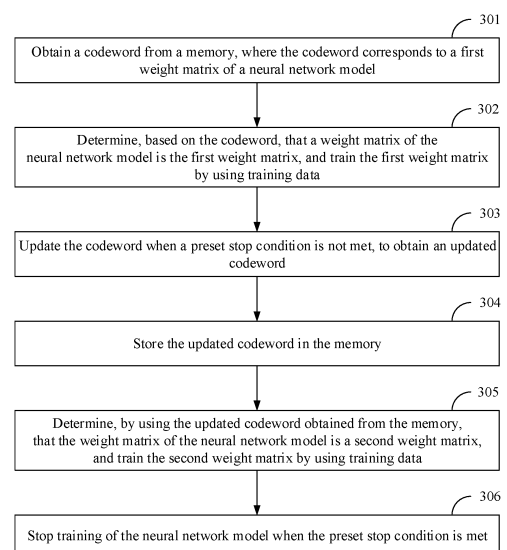 301
Obtain a codeword from a memory, where the codeword corresponds to a first
weight matrix of a neural network model
302
Determine, based on the codeword, that a weight matrix of the
neural network model is the first weight matrix, and train the first weight matrix
by using training data
303
Update the codeword when a preset stop condition is not met, to obtain an updated
codeword
304
Store the updated codeword in the memory
305
Determine, by using the updated codeword obtained from the memory,
that the weight matrix of the neural network model is a second weight matrix,
and train the second weight matrix by using training data
306
Stop training of the neural network model when the preset stop condition is met